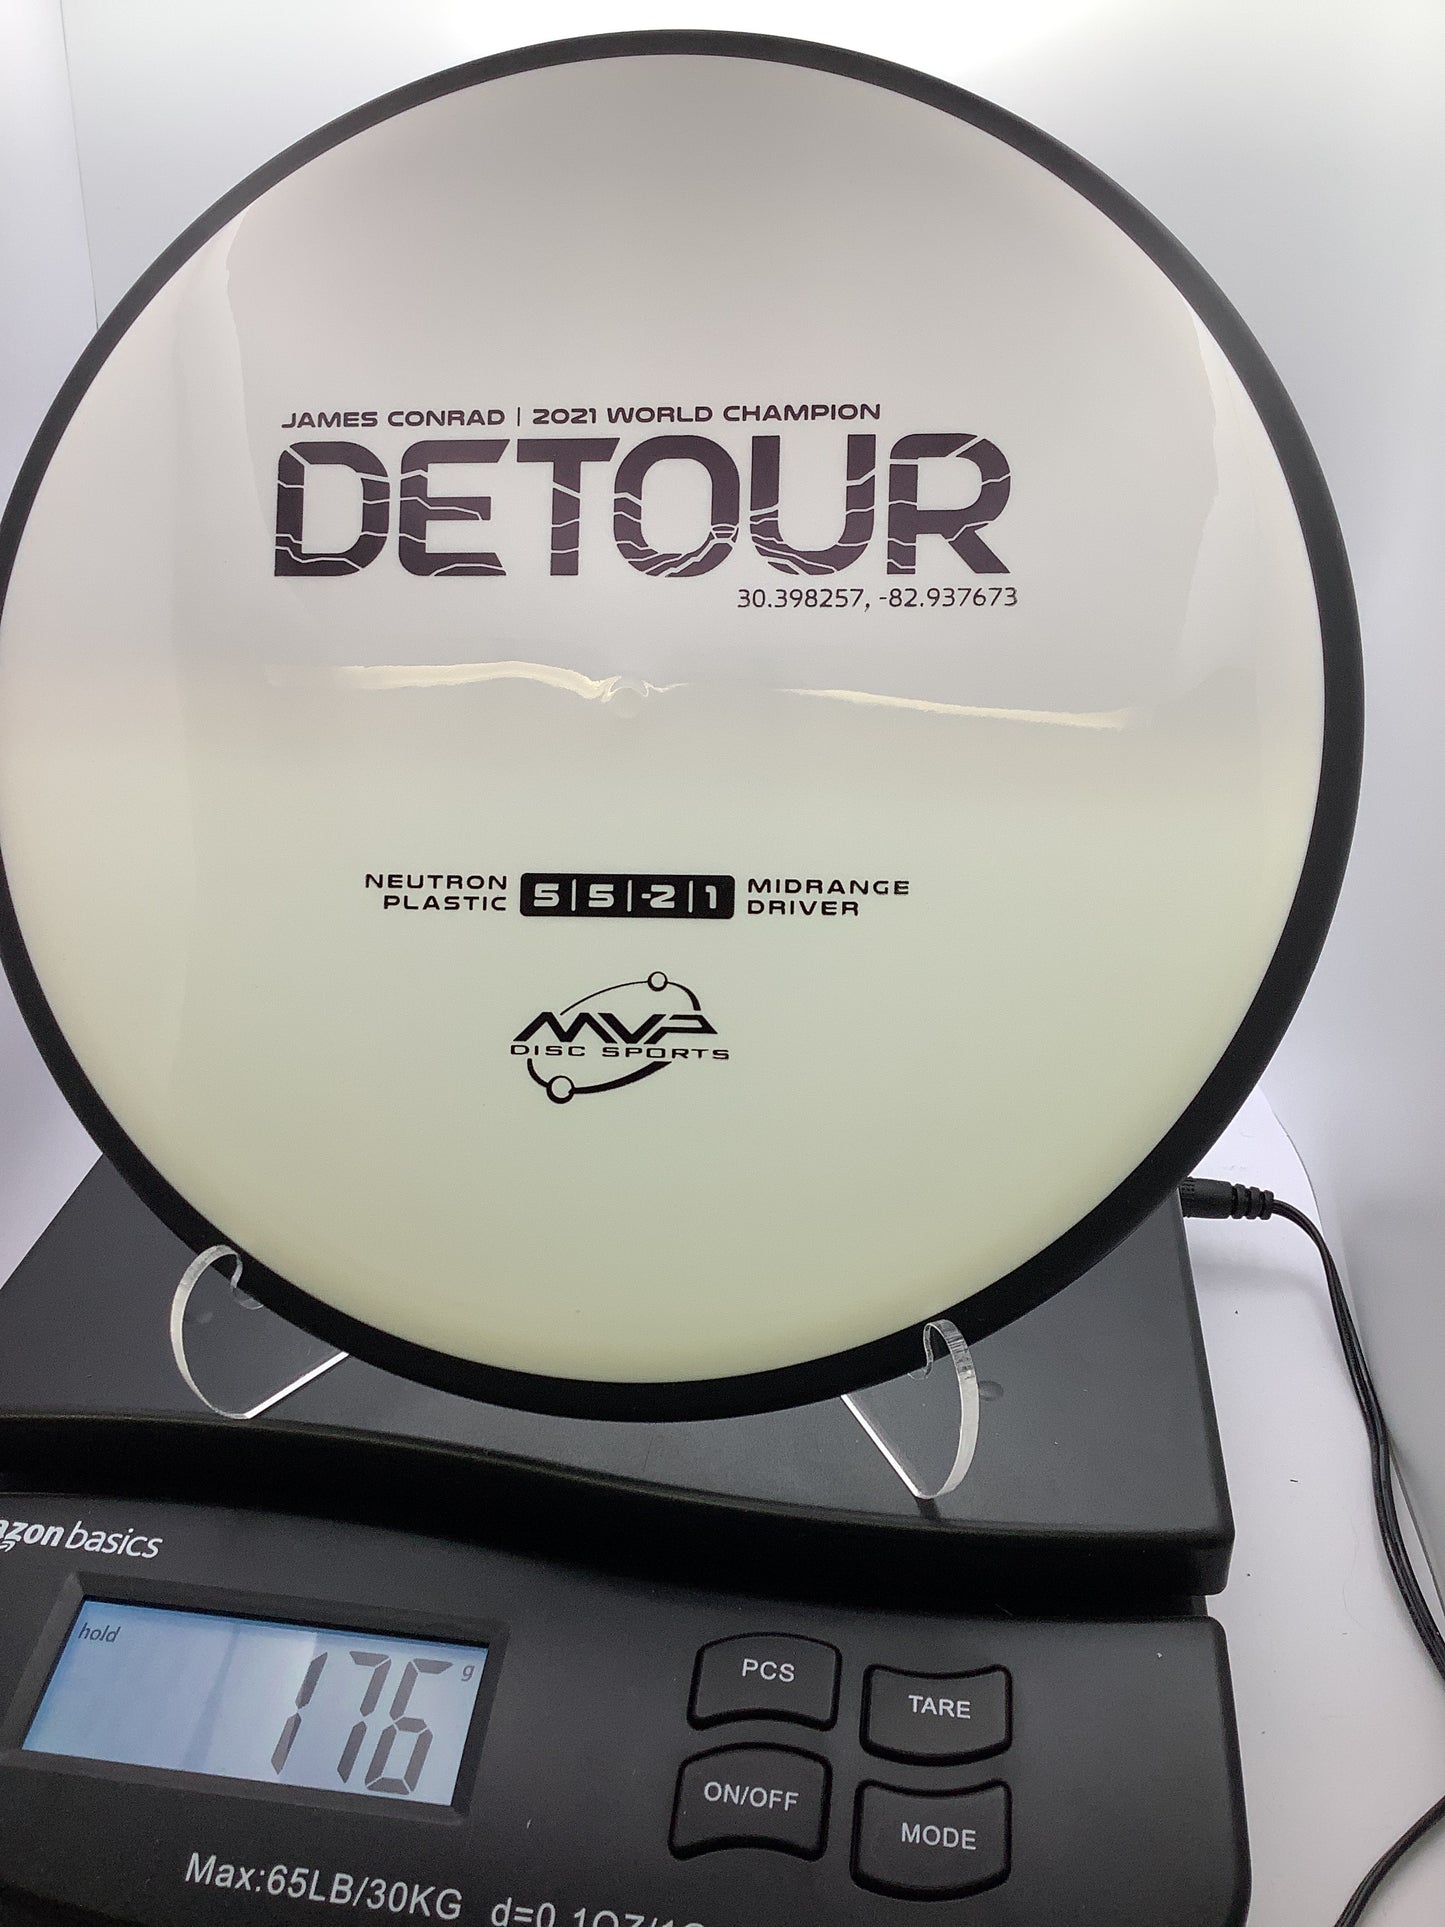 JAMES CONRAD | 2021 WORLD CHAMPION
DETOUR
30.398257, -82.937673
NEUTRON PLASTIC
5|5|-2|1
MIDRANGE DRIVER
MVP
DISC SPORTS
basics
hold
176 g
PCS
TARE
ON/OFF
MODE
Max:65LB/30KG